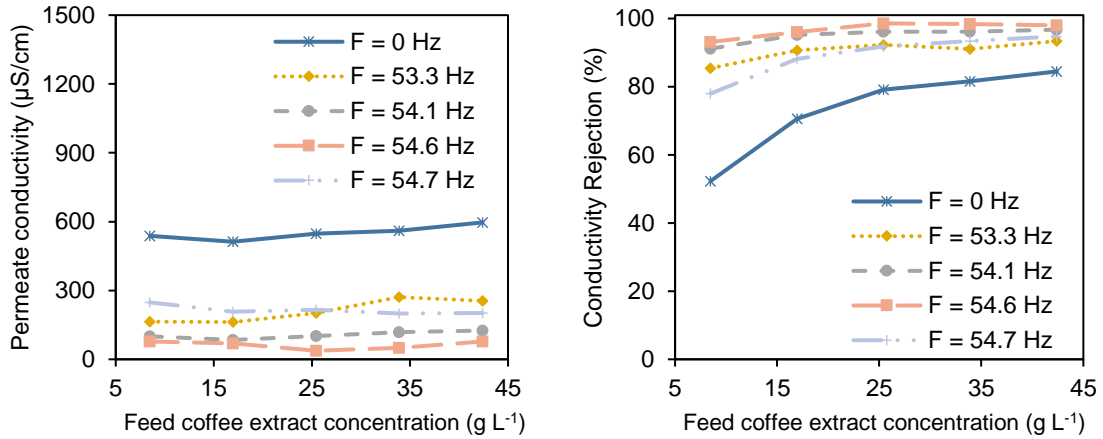 Permeate conductivity (µS/cm)
1500
1200
900
600
300
0
5
15
25
35
45
Feed coffee extract concentration (g L-1)
F = 0 Hz
F = 53.3 Hz
F = 54.1 Hz
F = 54.6 Hz
F = 54.7 Hz
Conductivity Rejection (%)
100
80
60
40
20
0
5
15
25
35
45
Feed coffee extract concentration (g L-1)
F = 0 Hz
F = 53.3 Hz
F = 54.1 Hz
F = 54.6 Hz
F = 54.7 Hz